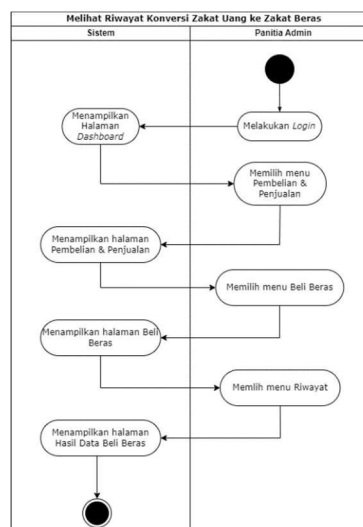 Melihat Riwayat Konversi Zakat Uang ke Zakat Beras
Sistem
Panitia Admin
Melakukan Login
Menampilkan
Halaman
Dashboard
Memilih menu
Pembelian &
Penjualan
Menampilkan halaman
Pembelian & Penjualan
Memilih menu Beli Beras
Menampilkan halaman Beli
Beras
Memlih menu Riwayat
Menampilkan halaman
Hasil Data Beli Beras